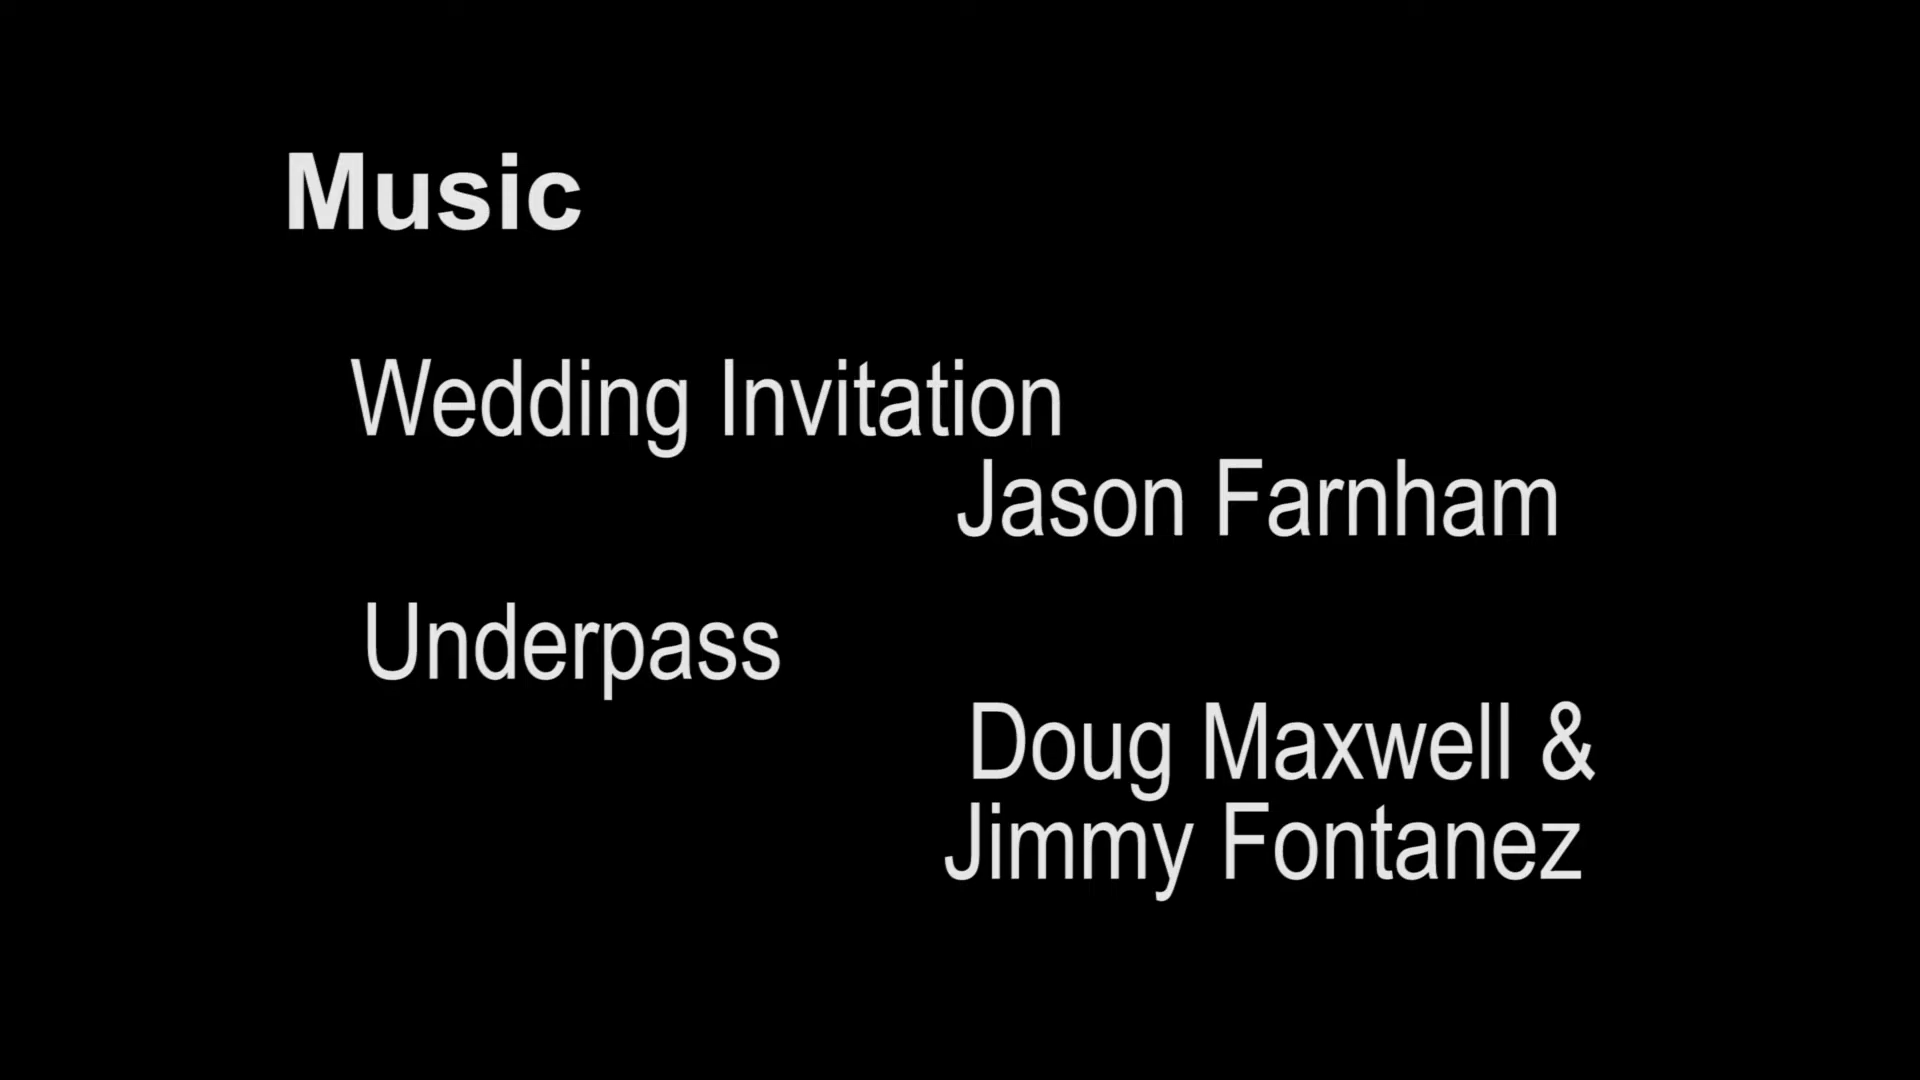 Music
Wedding Invitation
Jason Farnham
Underpass
Doug Maxwell &
Jimmy Fontanez